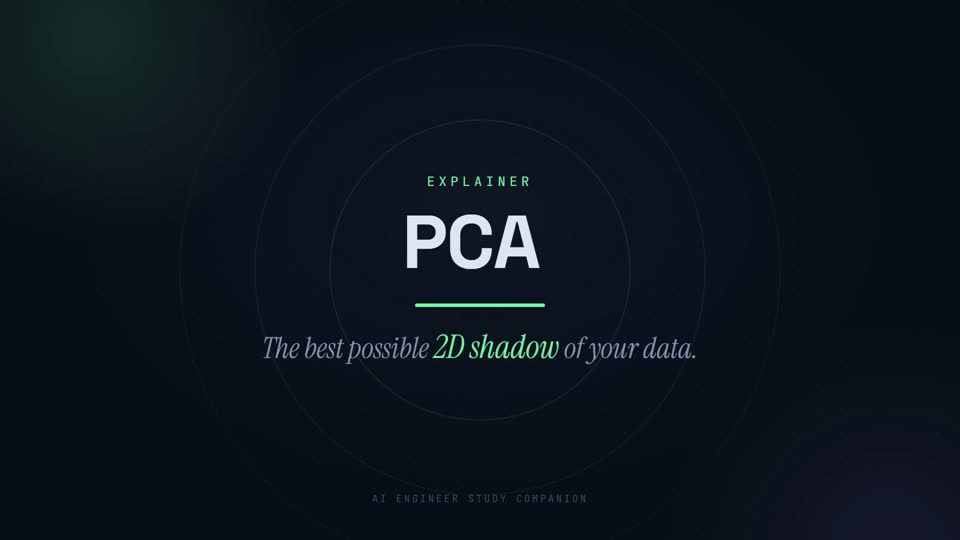 EXPLAINER
PCA
The best possible 2D shadow of your data.
AI ENGINEER STUDY COMPANION